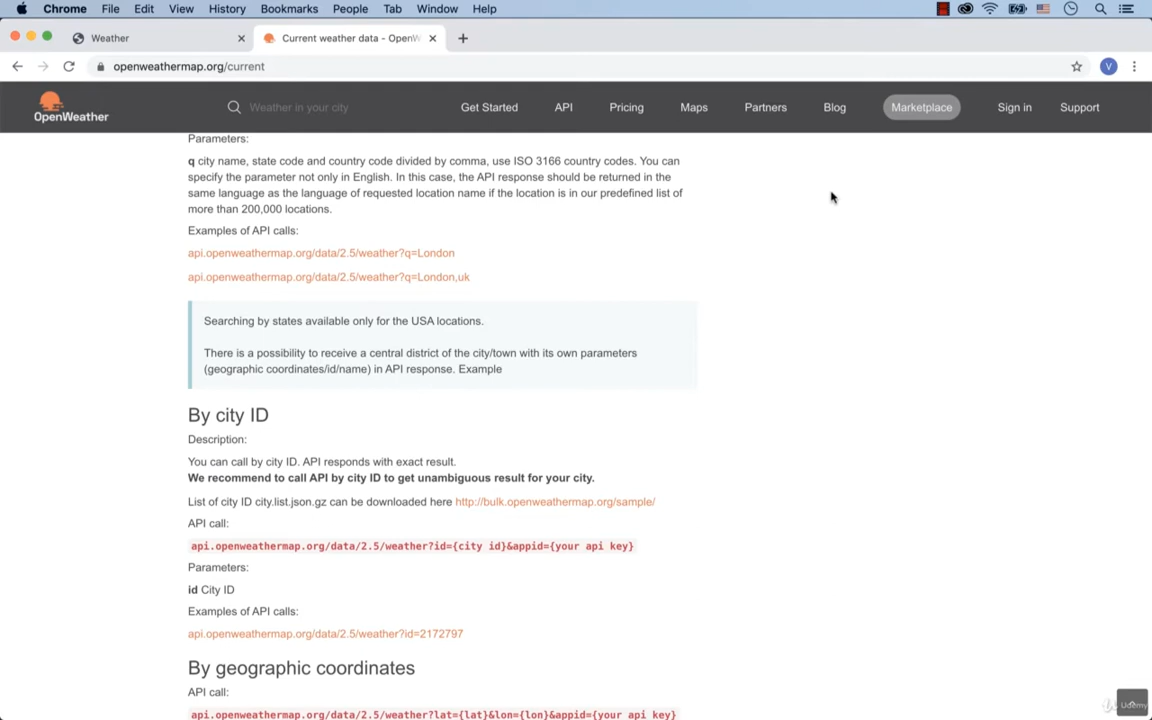 Chrome File Edit View History Bookmarks People Tab Window Help
Weather
Current weather data - OpenW
openweathermap.org/current
V
OpenWeather
Weather in your city
Get Started API Pricing Maps Partners Blog Marketplace Sign in Support
Parameters:
q city name, state code and country code divided by comma, use ISO 3166 country codes. You can
specify the parameter not only in English. In this case, the API response should be returned in the
same language as the language of requested location name if the location is in our predefined list of
more than 200,000 locations.
Examples of API calls:
api.openweathermap.org/data/2.5/weather?q=London
api.openweathermap.org/data/2.5/weather?q=London,uk
Searching by states available only for the USA locations.
There is a possibility to receive a central district of the city/town with its own parameters
(geographic coordinates/id/name) in API response. Example
By city ID
Description:
You can call by city ID. API responds with exact result.
We recommend to call API by city ID to get unambiguous result for your city.
List of city ID city.list.json.gz can be downloaded here http://bulk.openweathermap.org/sample/
API call:
api.openweathermap.org/data/2.5/weather?id={city id}&appid={your api key}
Parameters:
id City ID
Examples of API calls:
api.openweathermap.org/data/2.5/weather?id=2172797
By geographic coordinates
API call:
api.openweathermap.org/data/2.5/weather?lat={lat}&lon={lon}&appid={your api key}
Udemy